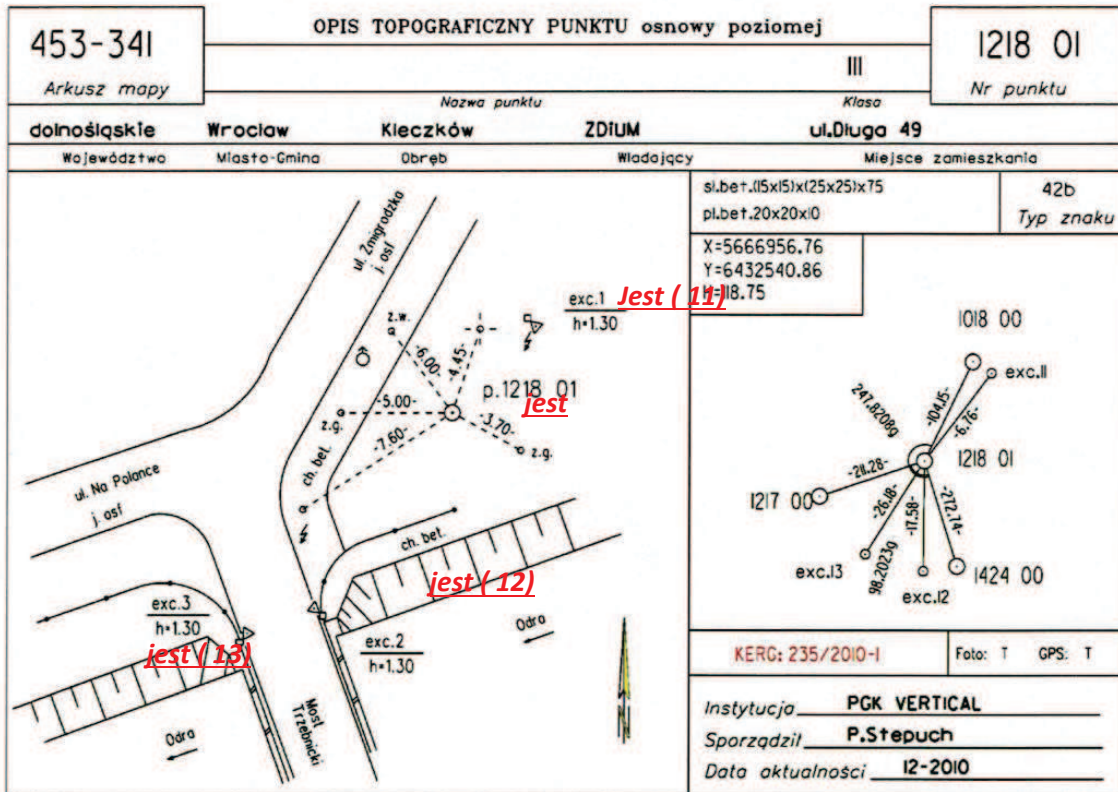 453-341
Arkusz mapy
OPIS TOPOGRAFICZNY PUNKTU osnowy poziomej
III
Nazwa punktu
Klasa
1218 01
Nr punktu
dolnośląskie Wrocław Kleczków ZDiUM ul.Długa 49
Województwo Miasto-Gmina Obręb Władający Miejsce zamieszkania
sł.bet.(15x15)x(25x25)x75
pł.bet.20x20x10
42b
Typ znaku
X=5666956.76
Y=6432540.86
H=118.75
ul. Żmigrodzka
j. asf
exc.1
h=1.30
Jest ( 11)
z.w.
-6.00-
-4.45-
p.1218 01
jest
-5.00-
z.g.
-7.60-
-3.70-
z.g.
ch. bet.
ul. Na Polance
j. asf
ch. bet.
jest ( 12)
exc.3
h=1.30
jest ( 13)
exc.2
h=1.30
Odra
Odra
Most
Trzebnicki
1018 00
exc.11
247.8208g
-104.15-
-6.76-
1218 01
-211.28-
1217 00
-26.18-
-17.58-
-272.74-
exc.13
98.2023g
exc.12
1424 00
KERG: 235/2010-1
Foto: T GPS: T
Instytucja PGK VERTICAL
Sporządził P.Stepuch
Data aktualności 12-2010